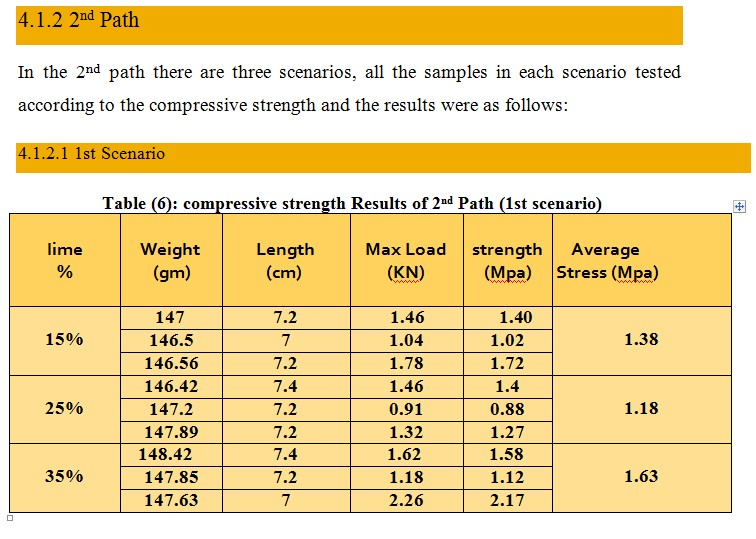 4.1.2 2nd Path
In the 2nd path there are three scenarios, all the samples in each scenario tested
according to the compressive strength and the results were as follows:
4.1.2.1 1st Scenario
Table (6): compressive strength Results of 2nd Path (1st scenario)
lime % Weight (gm) Length (cm) Max Load (KN) strength (Mpa) Average Stress (Mpa)
15% 147 7.2 1.46 1.40 1.38
146.5 7 1.04 1.02
146.56 7.2 1.78 1.72
25% 146.42 7.4 1.46 1.4 1.18
147.2 7.2 0.91 0.88
147.89 7.2 1.32 1.27
35% 148.42 7.4 1.62 1.58 1.63
147.85 7.2 1.18 1.12
147.63 7 2.26 2.17